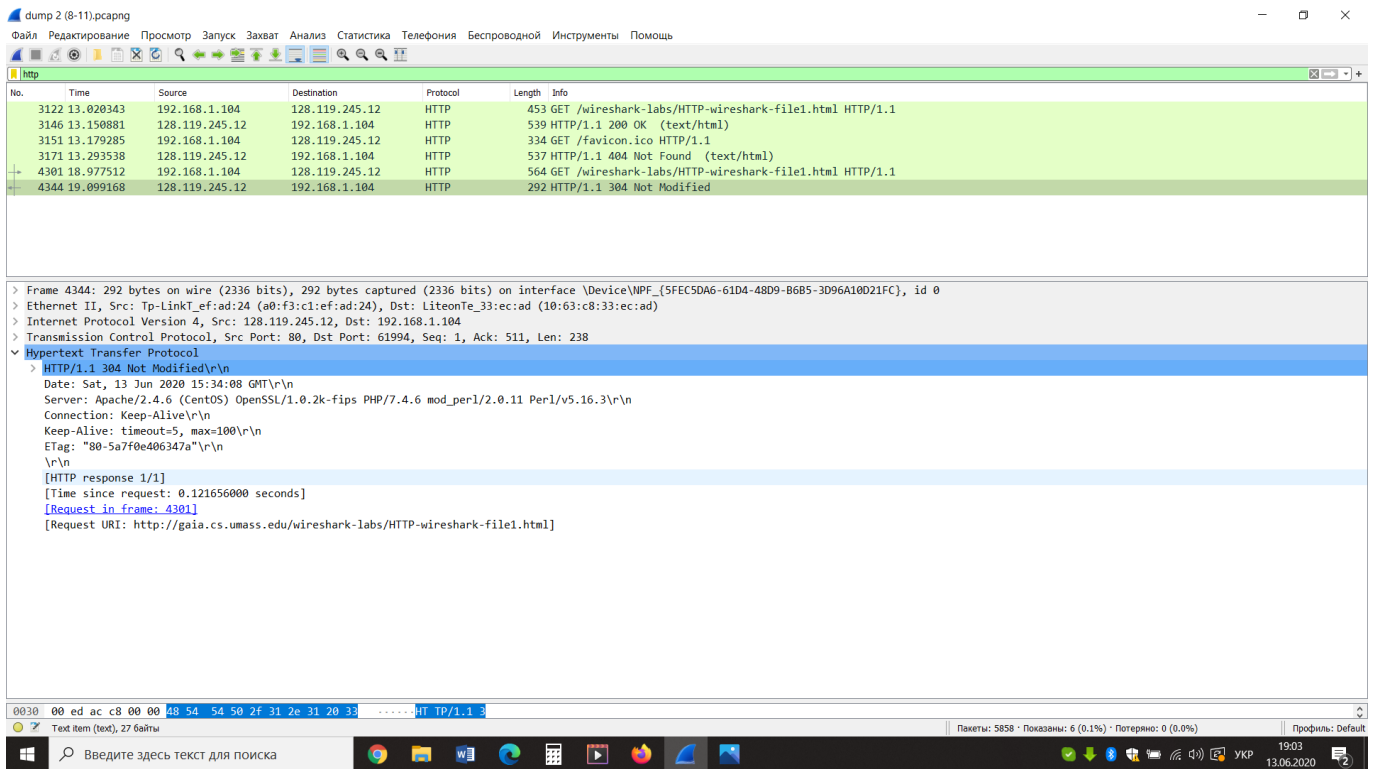 dump 2 (8-11).pcapng
Файл Редактирование Просмотр Запуск Захват Анализ Статистика Телефония Беспроводной Инструменты Помощь
http
No. Time Source Destination Protocol Length Info
3122 13.020343 192.168.1.104 128.119.245.12 HTTP 453 GET /wireshark-labs/HTTP-wireshark-file1.html HTTP/1.1
3146 13.150881 128.119.245.12 192.168.1.104 HTTP 539 HTTP/1.1 200 OK (text/html)
3151 13.179285 192.168.1.104 128.119.245.12 HTTP 334 GET /favicon.ico HTTP/1.1
3171 13.293538 128.119.245.12 192.168.1.104 HTTP 537 HTTP/1.1 404 Not Found (text/html)
4301 18.977512 192.168.1.104 128.119.245.12 HTTP 564 GET /wireshark-labs/HTTP-wireshark-file1.html HTTP/1.1
4344 19.099168 128.119.245.12 192.168.1.104 HTTP 292 HTTP/1.1 304 Not Modified
Frame 4344: 292 bytes on wire (2336 bits), 292 bytes captured (2336 bits) on interface \Device\NPF_{5FEC5DA6-61D4-48D9-B6B5-3D96A10D21FC}, id 0
Ethernet II, Src: Tp-LinkT_ef:ad:24 (a0:f3:c1:ef:ad:24), Dst: LiteonTe_33:ec:ad (10:63:c8:33:ec:ad)
Internet Protocol Version 4, Src: 128.119.245.12, Dst: 192.168.1.104
Transmission Control Protocol, Src Port: 80, Dst Port: 61994, Seq: 1, Ack: 511, Len: 238
Hypertext Transfer Protocol
HTTP/1.1 304 Not Modified\r\n
Date: Sat, 13 Jun 2020 15:34:08 GMT\r\n
Server: Apache/2.4.6 (CentOS) OpenSSL/1.0.2k-fips PHP/7.4.6 mod_perl/2.0.11 Perl/v5.16.3\r\n
Connection: Keep-Alive\r\n
Keep-Alive: timeout=5, max=100\r\n
ETag: "80-5a7f0e406347a"\r\n
\r\n
[HTTP response 1/1]
[Time since request: 0.121656000 seconds]
[Request in frame: 4301]
[Request URI: http://gaia.cs.umass.edu/wireshark-labs/HTTP-wireshark-file1.html]
0030 00 ed ac c8 00 00 48 54 54 50 2f 31 2e 31 20 33 ······HT TP/1.1 3
Text item (text), 27 байты Пакеты: 5858 · Показаны: 6 (0.1%) · Потеряно: 0 (0.0%) Профиль: Default
Введите здесь текст для поиска
УКР
19:03
13.06.2020
2